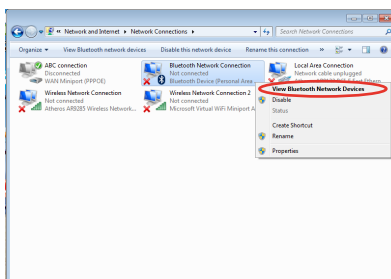 « Network and Internet ▸ Network Connections ▸
Search Network Connections
Organize ▾ View Bluetooth network devices Disable this network device Rename this connection »
ABC connection
Disconnected
WAN Miniport (PPPOE)
Bluetooth Network Connection
Not connected
Bluetooth Device (Personal Area...
Local Area Connection
Network cable unplugged
Wireless Network Connection
Not connected
Atheros AR9285 Wireless Network...
Wireless Network Connection 2
Not connected
Microsoft Virtual WiFi Miniport A
View Bluetooth Network Devices
Disable
Status
Create Shortcut
Rename
Properties